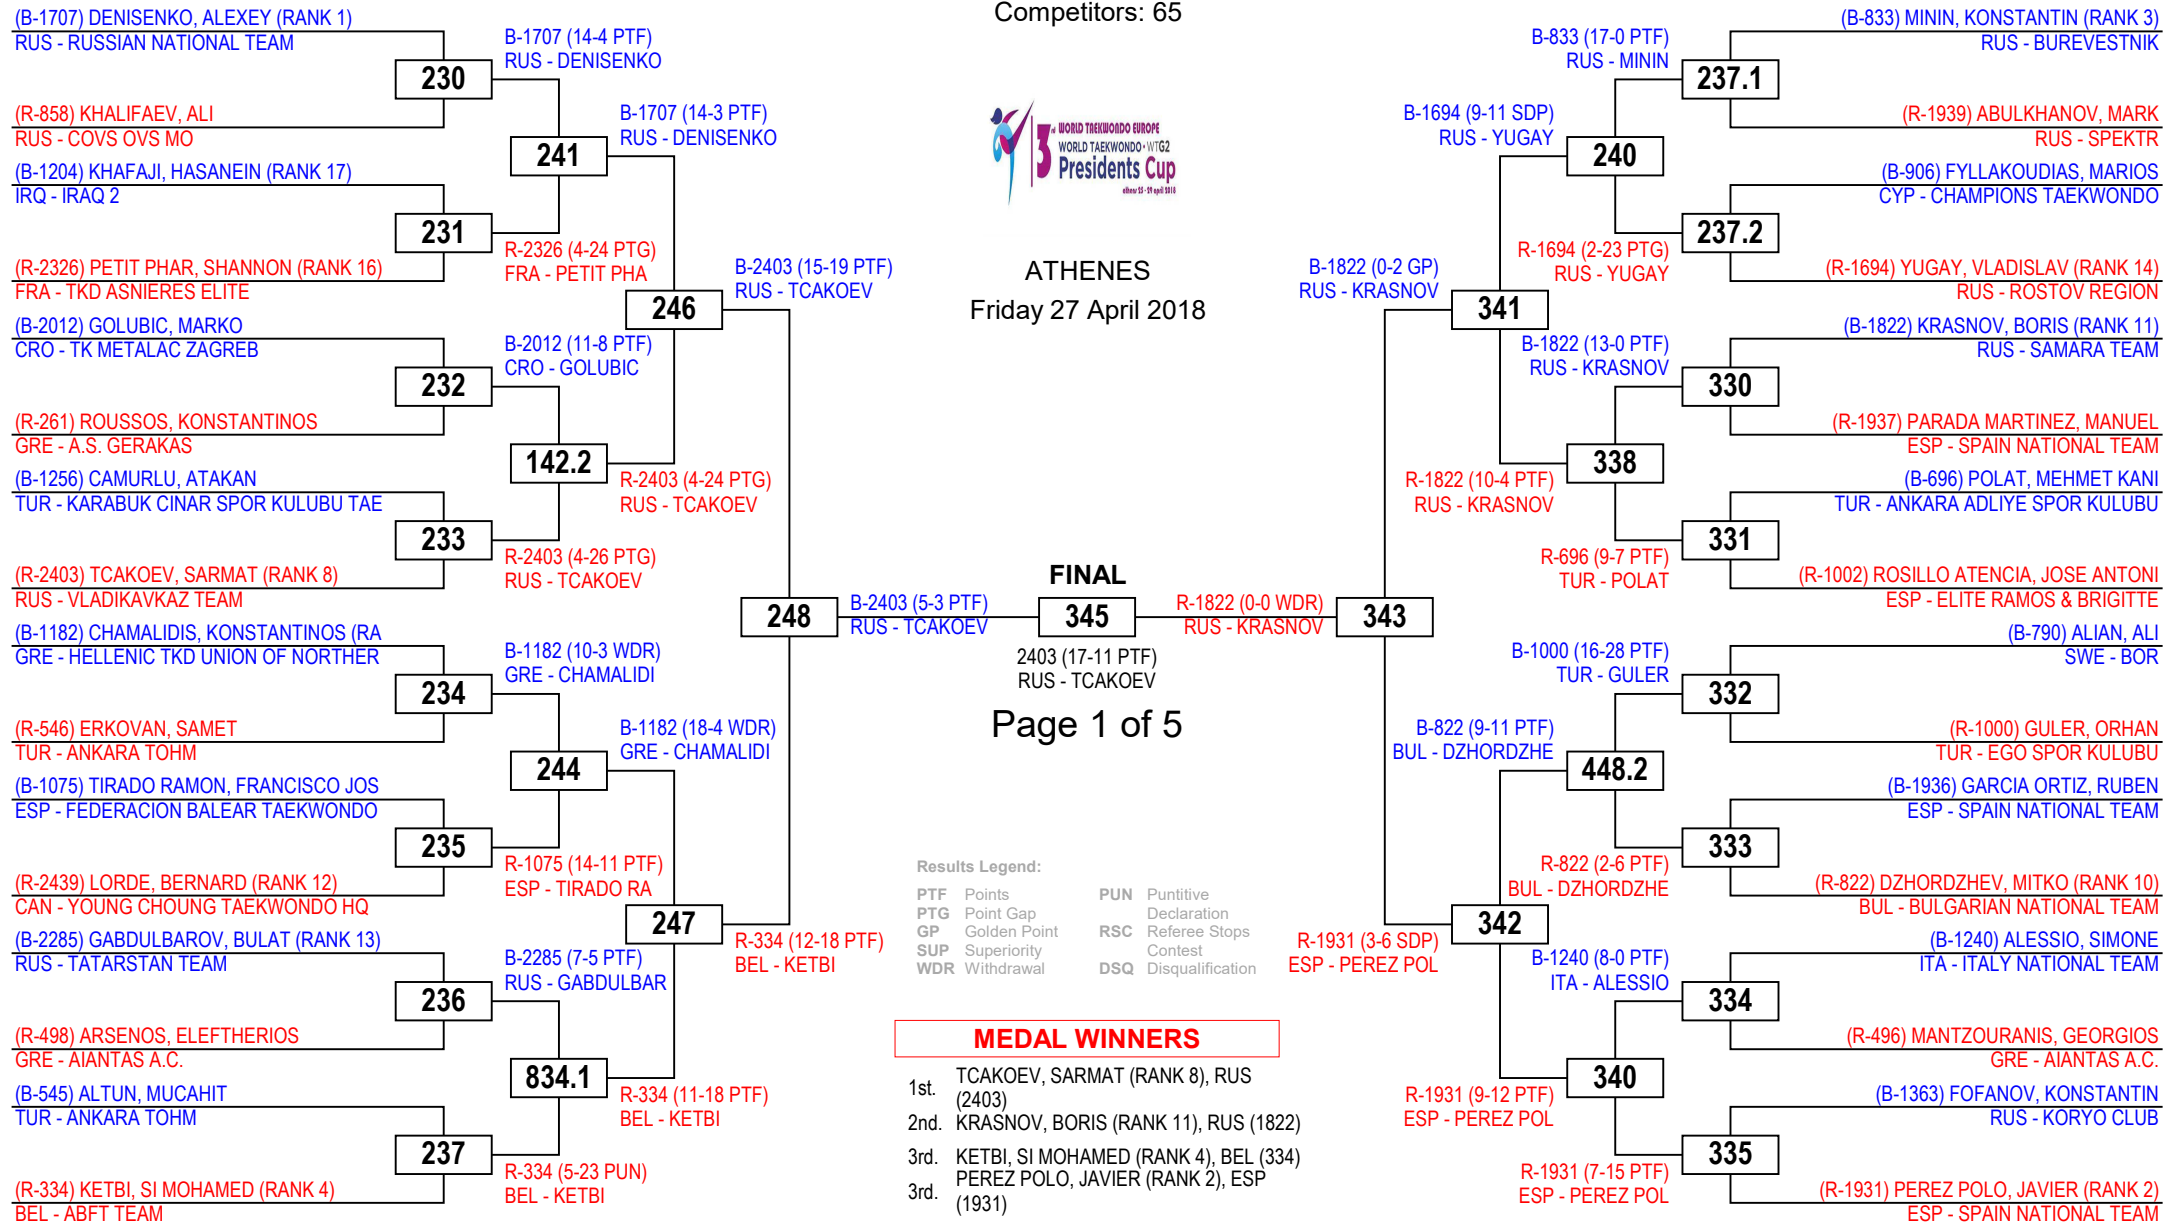 Competitors: 65
(B-1707) DENISENKO, ALEXEY (RANK 1)
RUS - RUSSIAN NATIONAL TEAM
230
(R-858) KHALIFAEV, ALI
RUS - COVS OVS MO
(B-1204) KHAFAJI, HASANEIN (RANK 17)
IRQ - IRAQ 2
231
(R-2326) PETIT PHAR, SHANNON (RANK 16)
FRA - TKD ASNIERES ELITE
(B-2012) GOLUBIC, MARKO
CRO - TK METALAC ZAGREB
232
(R-261) ROUSSOS, KONSTANTINOS
GRE - A.S. GERAKAS
(B-1256) CAMURLU, ATAKAN
TUR - KARABUK CINAR SPOR KULUBU TAE
233
(R-2403) TCAKOEV, SARMAT (RANK 8)
RUS - VLADIKAVKAZ TEAM
(B-1182) CHAMALIDIS, KONSTANTINOS (RA
GRE - HELLENIC TKD UNION OF NORTHER
234
(R-546) ERKOVAN, SAMET
TUR - ANKARA TOHM
(B-1075) TIRADO RAMON, FRANCISCO JOS
ESP - FEDERACION BALEAR TAEKWONDO
235
(R-2439) LORDE, BERNARD (RANK 12)
CAN - YOUNG CHOUNG TAEKWONDO HQ
(B-2285) GABDULBAROV, BULAT (RANK 13)
RUS - TATARSTAN TEAM
236
(R-498) ARSENOS, ELEFTHERIOS
GRE - AIANTAS A.C.
(B-545) ALTUN, MUCAHIT
TUR - ANKARA TOHM
237
(R-334) KETBI, SI MOHAMED (RANK 4)
BEL - ABFT TEAM
B-1707 (14-4 PTF)
RUS - DENISENKO
241
R-2326 (4-24 PTG)
FRA - PETIT PHA
B-2012 (11-8 PTF)
CRO - GOLUBIC
142.2
R-2403 (4-26 PTG)
RUS - TCAKOEV
B-1182 (10-3 WDR)
GRE - CHAMALIDI
244
R-1075 (14-11 PTF)
ESP - TIRADO RA
B-2285 (7-5 PTF)
RUS - GABDULBAR
834.1
R-334 (5-23 PUN)
BEL - KETBI
B-1707 (14-3 PTF)
RUS - DENISENKO
246
R-2403 (4-24 PTG)
RUS - TCAKOEV
B-1182 (18-4 WDR)
GRE - CHAMALIDI
247
R-334 (11-18 PTF)
BEL - KETBI
B-2403 (15-19 PTF)
RUS - TCAKOEV
248
R-334 (12-18 PTF)
BEL - KETBI
3rd WORLD TAEKWONDO EUROPE
WORLD TAEKWONDO • WTG2
Presidents Cup
athens 25 - 29 april 2018
ATHENES
Friday 27 April 2018
B-2403 (5-3 PTF)
RUS - TCAKOEV
FINAL
345
2403 (17-11 PTF)
RUS - TCAKOEV
R-1822 (0-0 WDR)
RUS - KRASNOV
Page 1 of 5
Results Legend:
PTF Points
PTG Point Gap
GP Golden Point
SUP Superiority
WDR Withdrawal
PUN Puntitive
Declaration
RSC Referee Stops
Contest
DSQ Disqualification
MEDAL WINNERS
1st. TCAKOEV, SARMAT (RANK 8), RUS
(2403)
2nd. KRASNOV, BORIS (RANK 11), RUS (1822)
3rd. KETBI, SI MOHAMED (RANK 4), BEL (334)
3rd. PEREZ POLO, JAVIER (RANK 2), ESP
(1931)
B-1822 (0-2 GP)
RUS - KRASNOV
343
R-1931 (3-6 SDP)
ESP - PEREZ POL
B-1694 (9-11 SDP)
RUS - YUGAY
341
R-1822 (10-4 PTF)
RUS - KRASNOV
B-822 (9-11 PTF)
BUL - DZHORDZHE
342
R-1931 (9-12 PTF)
ESP - PEREZ POL
B-833 (17-0 PTF)
RUS - MININ
240
R-1694 (2-23 PTG)
RUS - YUGAY
B-1822 (13-0 PTF)
RUS - KRASNOV
338
R-696 (9-7 PTF)
TUR - POLAT
B-1000 (16-28 PTF)
TUR - GULER
448.2
R-822 (2-6 PTF)
BUL - DZHORDZHE
B-1240 (8-0 PTF)
ITA - ALESSIO
340
R-1931 (7-15 PTF)
ESP - PEREZ POL
(B-833) MININ, KONSTANTIN (RANK 3)
RUS - BUREVESTNIK
237.1
(R-1939) ABULKHANOV, MARK
RUS - SPEKTR
(B-906) FYLLAKOUDIAS, MARIOS
CYP - CHAMPIONS TAEKWONDO
237.2
(R-1694) YUGAY, VLADISLAV (RANK 14)
RUS - ROSTOV REGION
(B-1822) KRASNOV, BORIS (RANK 11)
RUS - SAMARA TEAM
330
(R-1937) PARADA MARTINEZ, MANUEL
ESP - SPAIN NATIONAL TEAM
(B-696) POLAT, MEHMET KANI
TUR - ANKARA ADLIYE SPOR KULUBU
331
(R-1002) ROSILLO ATENCIA, JOSE ANTONI
ESP - ELITE RAMOS & BRIGITTE
(B-790) ALIAN, ALI
SWE - BOR
332
(R-1000) GULER, ORHAN
TUR - EGO SPOR KULUBU
(B-1936) GARCIA ORTIZ, RUBEN
ESP - SPAIN NATIONAL TEAM
333
(R-822) DZHORDZHEV, MITKO (RANK 10)
BUL - BULGARIAN NATIONAL TEAM
(B-1240) ALESSIO, SIMONE
ITA - ITALY NATIONAL TEAM
334
(R-496) MANTZOURANIS, GEORGIOS
GRE - AIANTAS A.C.
(B-1363) FOFANOV, KONSTANTIN
RUS - KORYO CLUB
335
(R-1931) PEREZ POLO, JAVIER (RANK 2)
ESP - SPAIN NATIONAL TEAM